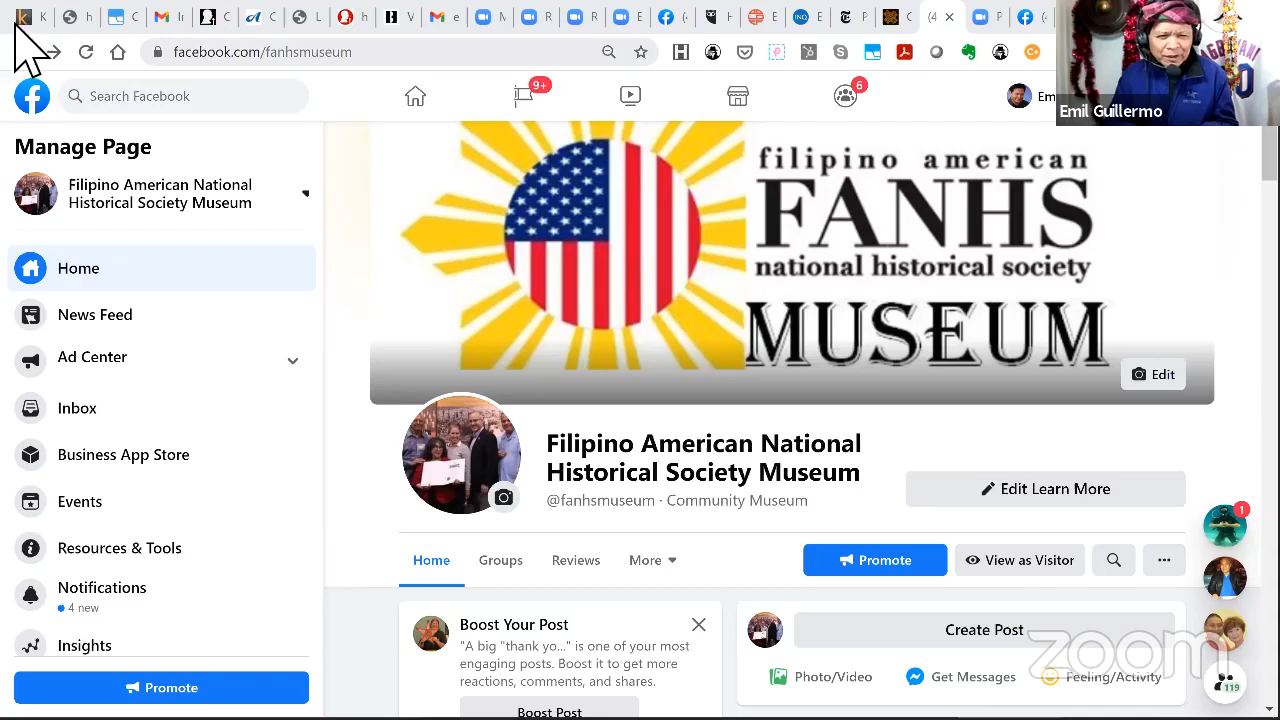 K
C
In
C
C
L
h
V
e
M
R
R
E
(
F
E
INQ
E
P
C
(4
P
(
facebook.com/fanhsmuseum
Search Facebook
9+
6
Em
Emil Guillermo
Manage Page
Filipino American National
Historical Society Museum
Home
News Feed
Ad Center
Inbox
Business App Store
Events
Resources & Tools
Notifications
4 new
Insights
Promote
filipino american
FANHS
national historical society
MUSEUM
Edit
Filipino American National
Historical Society Museum
@fanhsmuseum · Community Museum
Edit Learn More
Home
Groups
Reviews
More
Promote
View as Visitor
1
Boost Your Post
"A big "thank yo..." is one of your most
engaging posts. Boost it to get more
reactions, comments, and shares.
Boost Post
Create Post
Photo/Video
Get Messages
Feeling/Activity
zoom
119